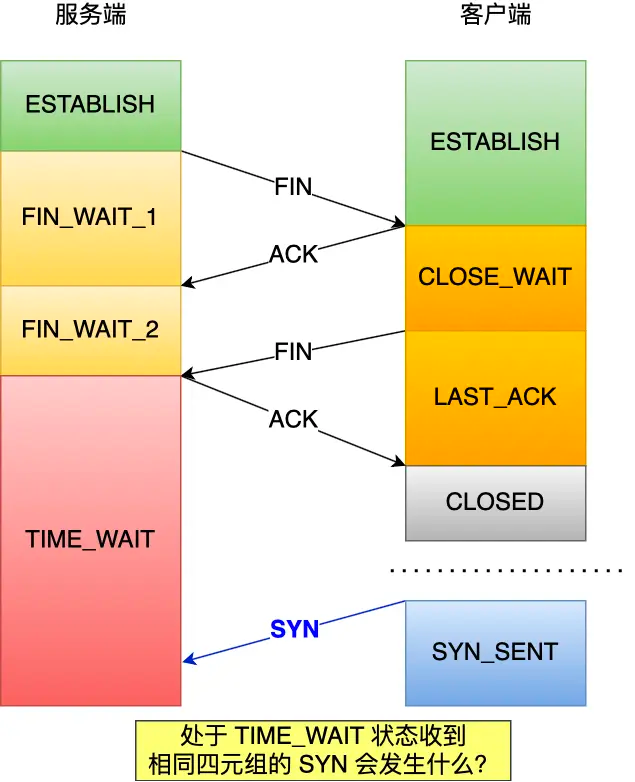 服务端
客户端
ESTABLISH
ESTABLISH
FIN
FIN_WAIT_1
ACK
CLOSE_WAIT
FIN_WAIT_2
FIN
LAST_ACK
ACK
CLOSED
TIME_WAIT
SYN
SYN_SENT
处于 TIME_WAIT 状态收到
相同四元组的 SYN 会发生什么?